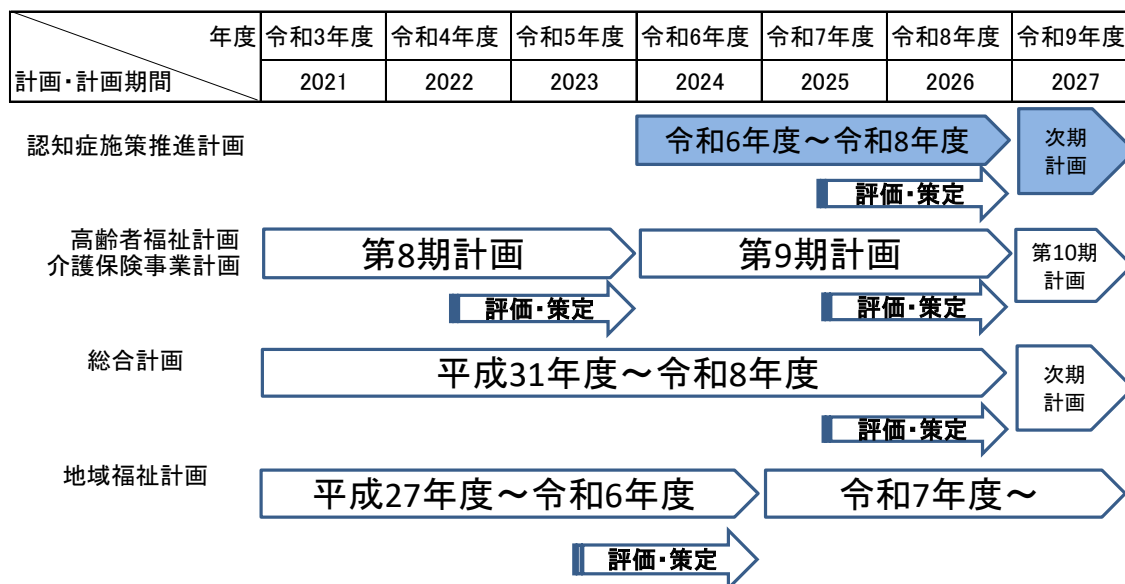 年度 令和3年度 令和4年度 令和5年度 令和6年度 令和7年度 令和8年度 令和9年度
計画・計画期間 2021 2022 2023 2024 2025 2026 2027
認知症施策推進計画 令和6年度～令和8年度 次期
計画
評価・策定
高齢者福祉計画
介護保険事業計画
第8期計画 第9期計画 第10期
計画
評価・策定 評価・策定
総合計画 平成31年度～令和8年度 次期
計画
評価・策定
地域福祉計画 平成27年度～令和6年度 令和7年度～
評価・策定